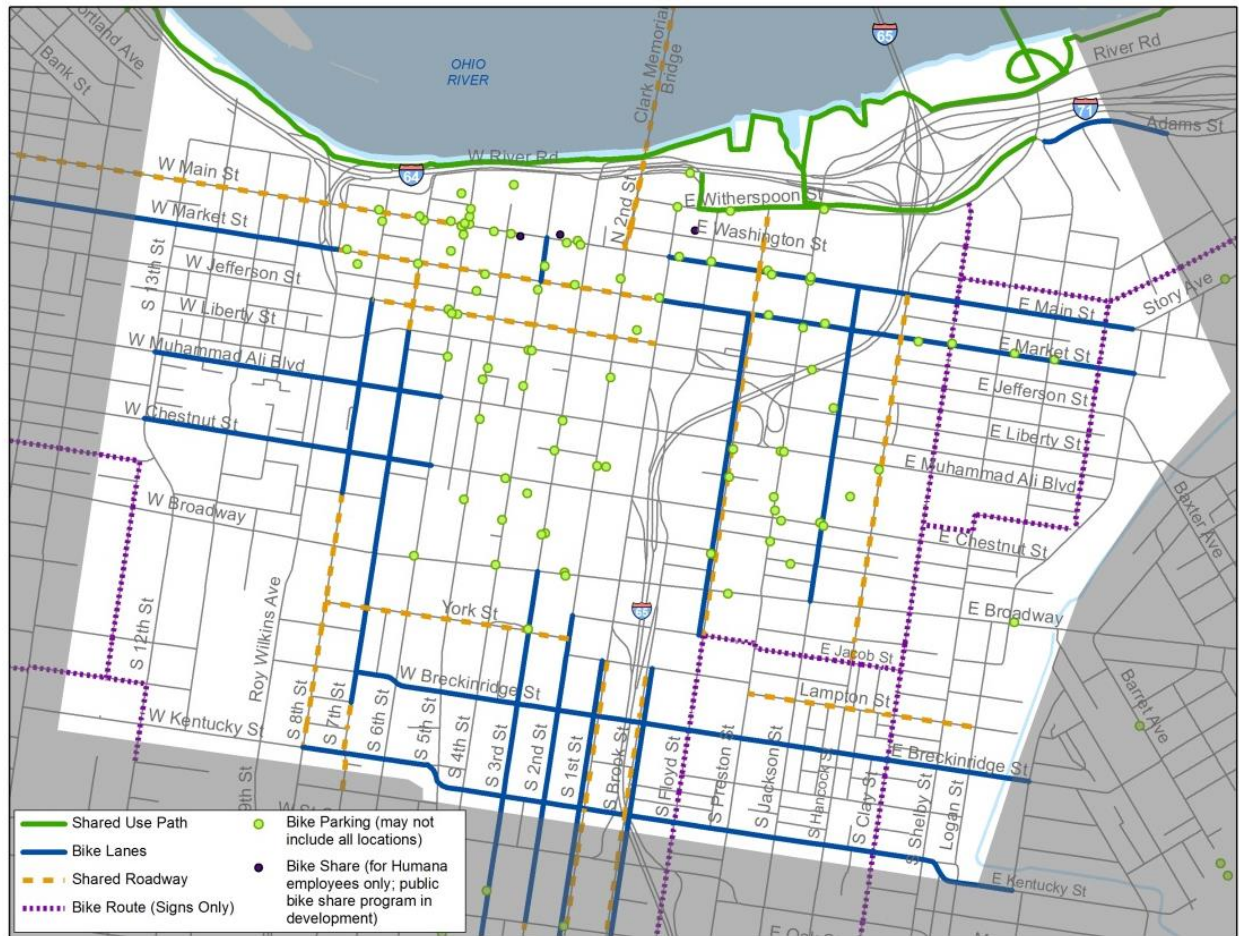 Portland Ave
Bank St
OHIO
RIVER
Clark Memorial
Bridge
65
River Rd
71
Adams St
W River Rd
64
W Main St
W Market St
N 2nd St
E Witherspoon St
E Washington St
S 13th St
W Jefferson St
W Liberty St
W Muhammad Ali Blvd
W Chestnut St
E Main St
Story Ave
E Market St
E Jefferson St
E Liberty St
E Muhammad Ali Blvd
W Broadway
E Chestnut St
Baxter Ave
65
York St
E Broadway
S 12th St
Roy Wilkins Ave
E Jacob St
W Breckinridge St
Lampton St
Barret Ave
W Kentucky St
S 8th St
S 7th St
S 6th St
S 5th St
S 4th St
S 3rd St
S 2nd St
S 1st St
S Brook St
S Floyd St
S Preston St
S Jackson St
S Hancock St
S Clay St
S Shelby St
Logan St
E Breckinridge St
E Kentucky St
9th St
Shared Use Path
Bike Lanes
Shared Roadway
Bike Route (Signs Only)
Bike Parking (may not
include all locations)
Bike Share (for Humana
employees only; public
bike share program in
development)